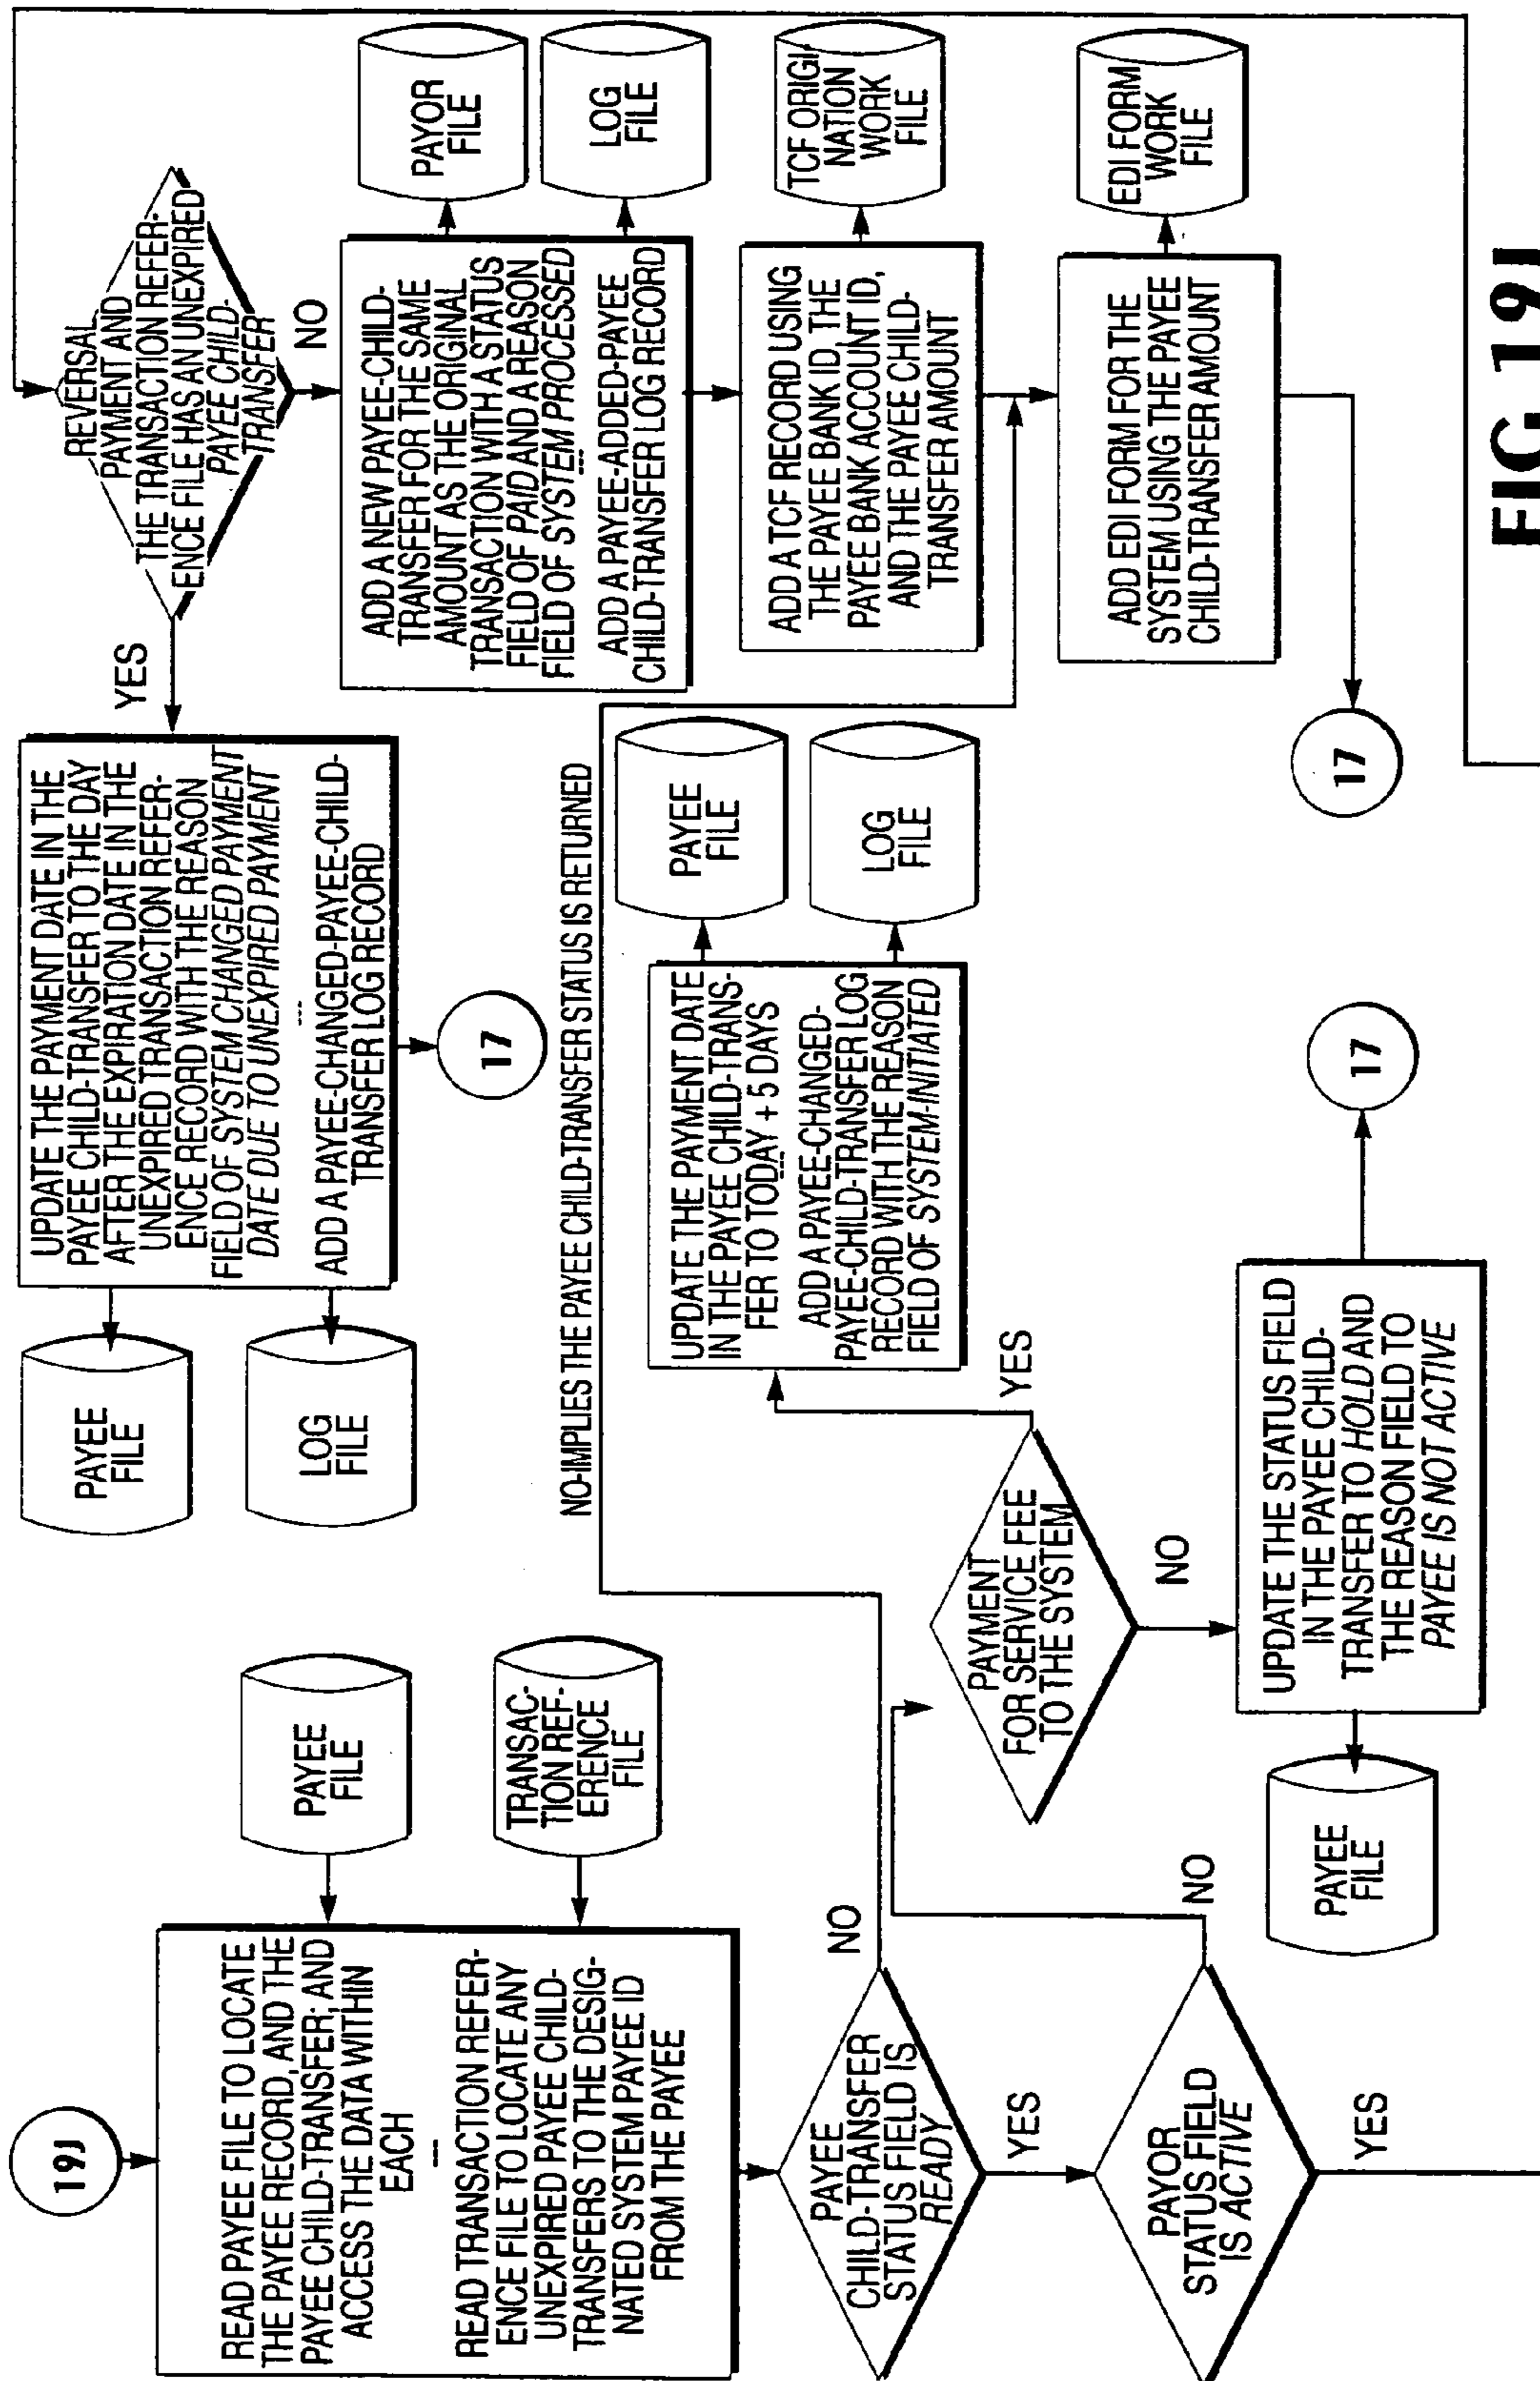 19J
READ PAYEE FILE TO LOCATE
THE PAYEE RECORD, AND THE
PAYEE CHILD-TRANSFER; AND
ACCESS THE DATA WITHIN
EACH
---
READ TRANSACTION REFER-
ENCE FILE TO LOCATE ANY
UNEXPIRED PAYEE CHILD-
TRANSFERS TO THE DESIG-
NATED SYSTEM PAYEE ID
FROM THE PAYEE
PAYEE
FILE
TRANSAC-
TION REF-
ERENCE
FILE
PAYEE
CHILD-TRANSFER
STATUS FIELD IS
READY
NO
YES
NO-IMPLIES THE PAYEE CHILD-TRANSFER STATUS IS RETURNED
PAYOR
STATUS FIELD
IS ACTIVE
NO
YES
PAYMENT
FOR SERVICE FEE
TO THE SYSTEM
YES
NO
UPDATE THE PAYMENT DATE
IN THE PAYEE CHILD-TRANS-
FER TO TODAY + 5 DAYS
---
ADD A PAYEE-CHANGED-
PAYEE-CHILD-TRANSFER LOG
RECORD WITH THE REASON
FIELD OF SYSTEM-INITIATED
PAYEE
FILE
LOG
FILE
UPDATE THE STATUS FIELD
IN THE PAYEE CHILD-
TRANSFER TO HOLD AND
THE REASON FIELD TO
PAYEE IS NOT ACTIVE
PAYEE
FILE
17
REVERSAL
PAYMENT AND
THE TRANSACTION REFER-
ENCE FILE HAS AN UNEXPIRED
PAYEE CHILD-
TRANSFER
YES
NO
UPDATE THE PAYMENT DATE IN THE
PAYEE CHILD-TRANSFER TO THE DAY
AFTER THE EXPIRATION DATE IN THE
UNEXPIRED TRANSACTION REFER-
ENCE RECORD WITH THE REASON
FIELD OF SYSTEM CHANGED PAYMENT
DATE DUE TO UNEXPIRED PAYMENT
---
ADD A PAYEE-CHANGED-PAYEE-CHILD-
TRANSFER LOG RECORD
PAYEE
FILE
LOG
FILE
17
ADD A NEW PAYEE-CHILD-
TRANSFER FOR THE SAME
AMOUNT AS THE ORIGINAL
TRANSACTION WITH A STATUS
FIELD OF PAID AND A REASON
FIELD OF SYSTEM PROCESSED
---
ADD A PAYEE-ADDED-PAYEE
CHILD-TRANSFER LOG RECORD
PAYOR
FILE
LOG
FILE
ADD A TCF RECORD USING
THE PAYEE BANK ID, THE
PAYEE BANK ACCOUNT ID,
AND THE PAYEE CHILD-
TRANSFER AMOUNT
TCF ORIGI
NATION
WORK
FILE
ADD EDI FORM FOR THE
SYSTEM USING THE PAYEE
CHILD-TRANSFER AMOUNT
EDI FORM
WORK
FILE
17
FIG.19J